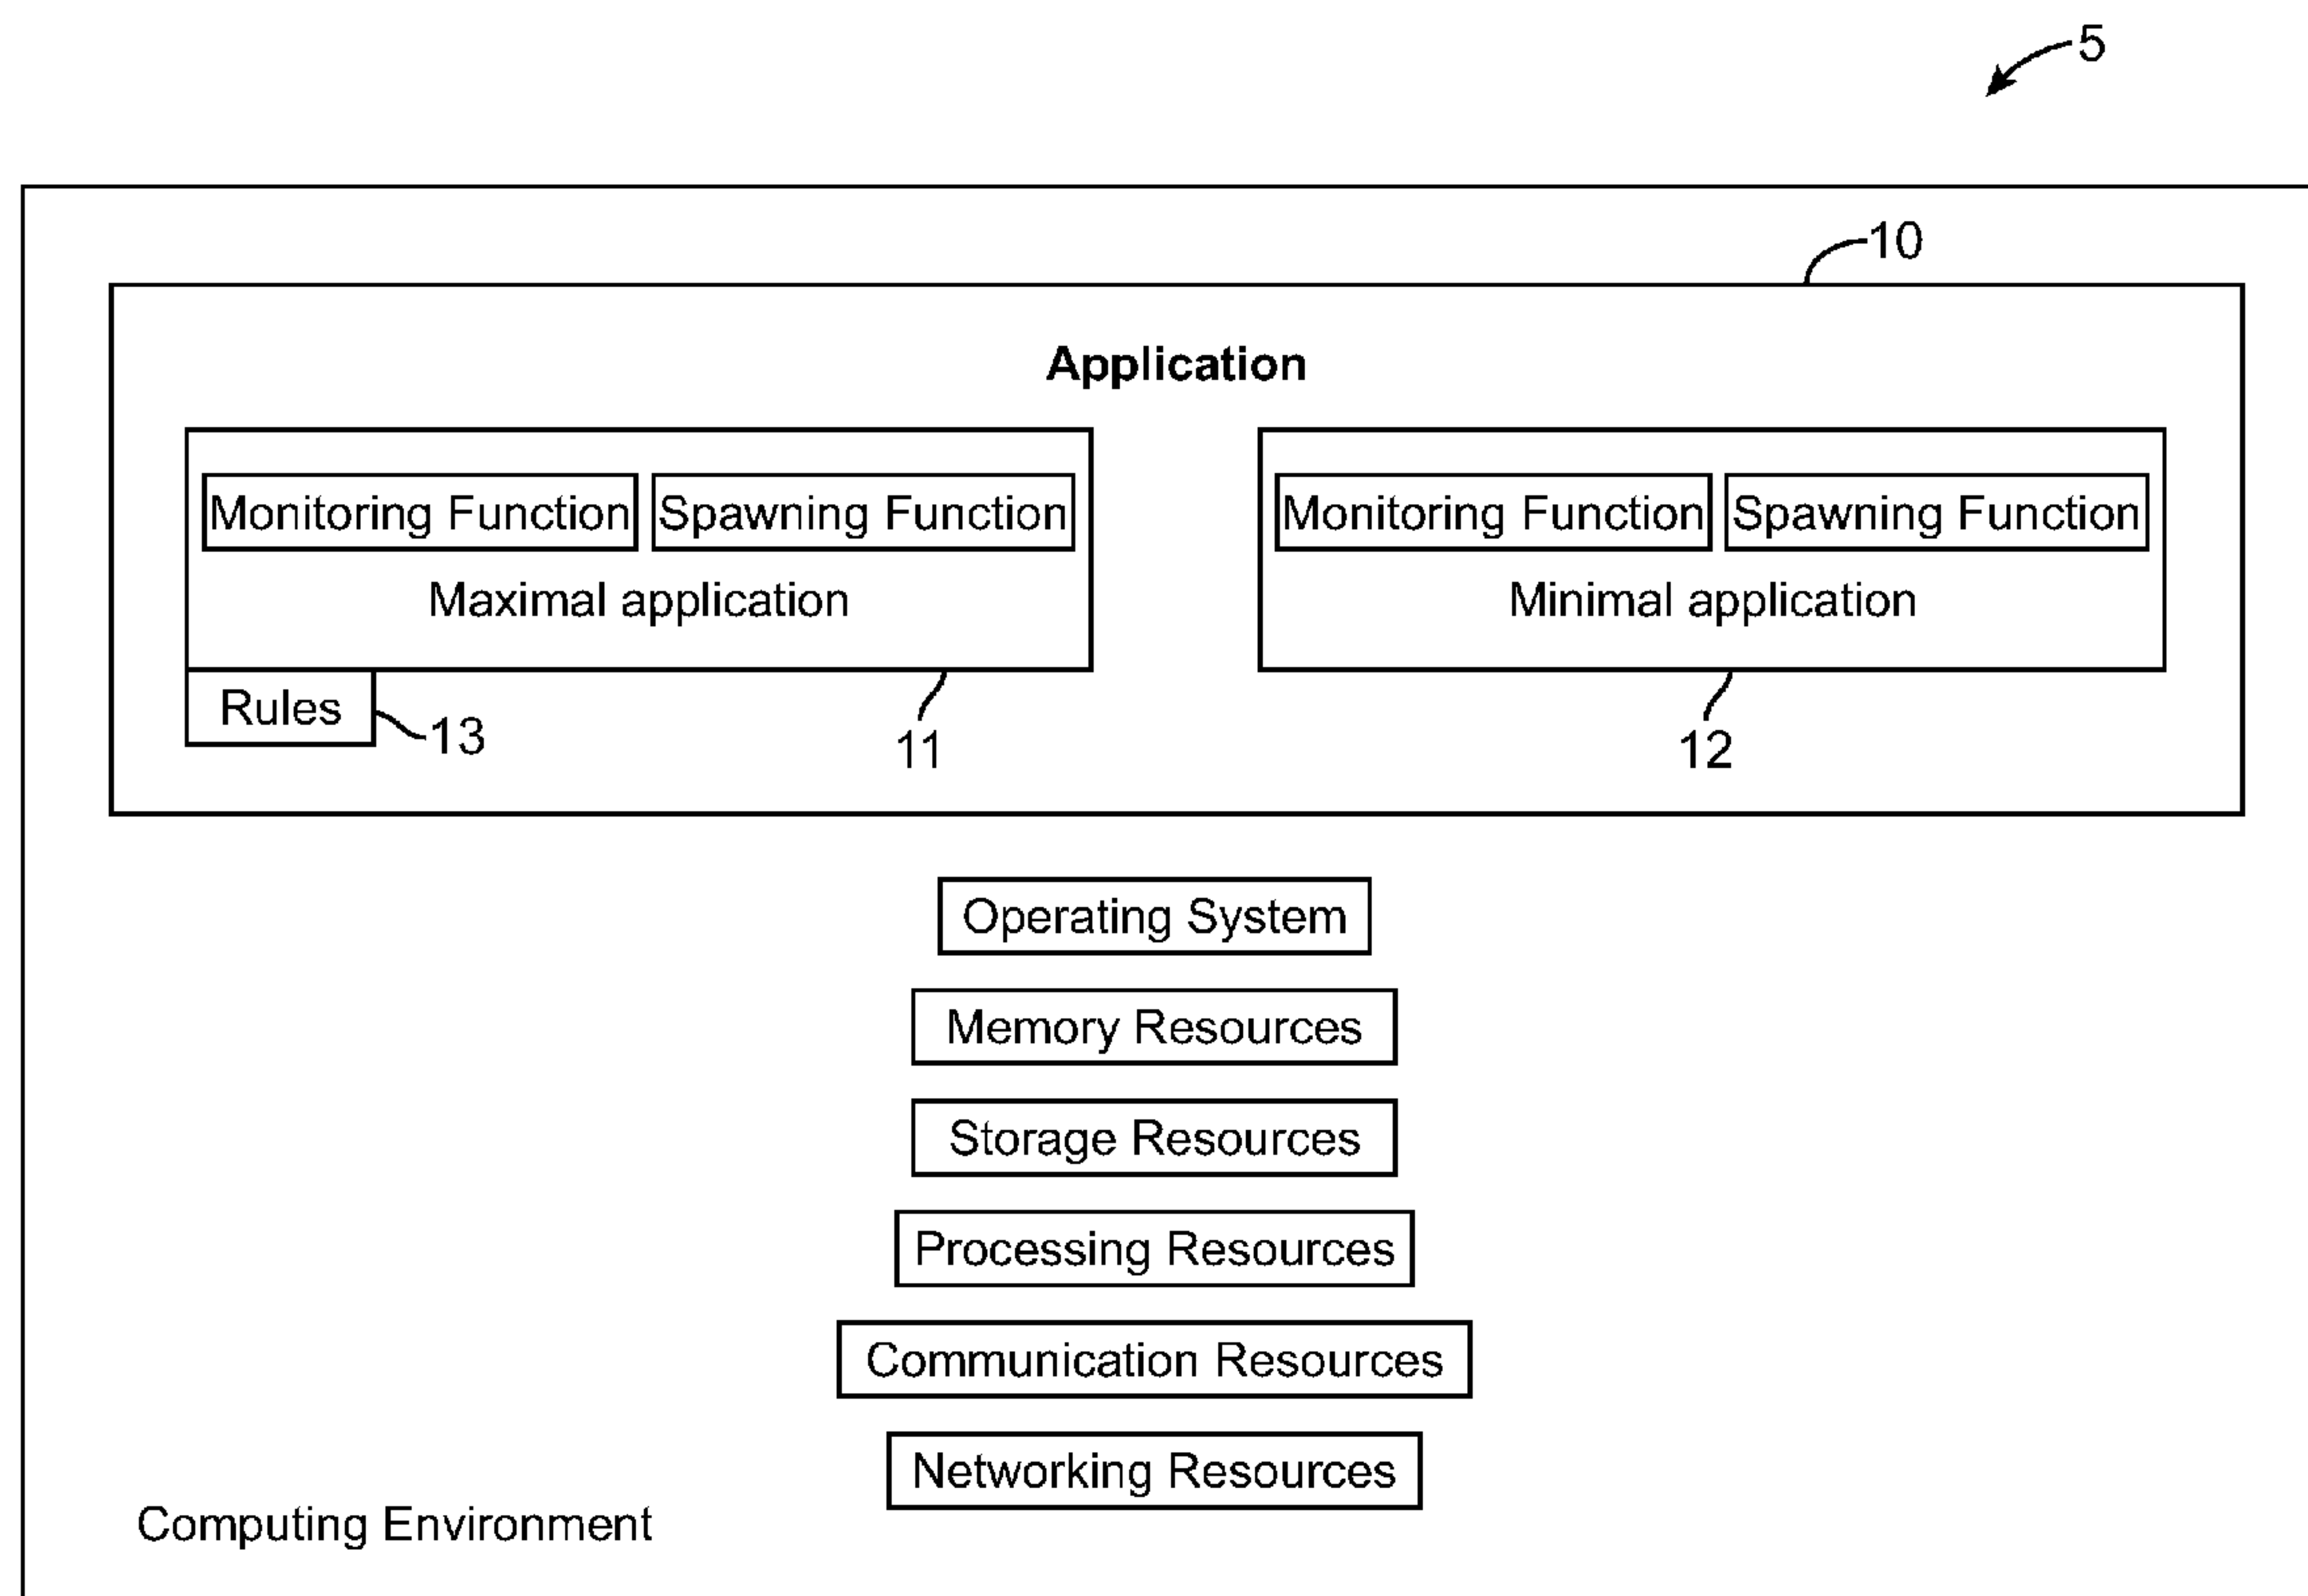 5
10
Application
Monitoring Function Spawning Function
Maximal application
Monitoring Function Spawning Function
Minimal application
Rules
13
11
12
Operating System
Memory Resources
Storage Resources
Processing Resources
Communication Resources
Networking Resources
Computing Environment